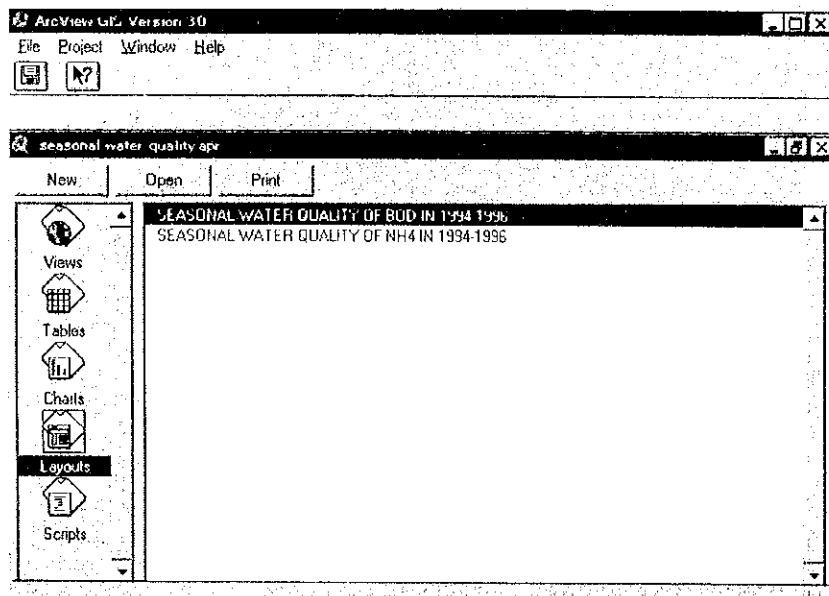 ArcView GIS Version 3.0
File Project Window Help
seasonal water quality.apr
New Open Print
SEASONAL WATER QUALITY OF BOD IN 1994-1996
SEASONAL WATER QUALITY OF NH4 IN 1994-1996
Views
Tables
Charts
Layouts
Scripts